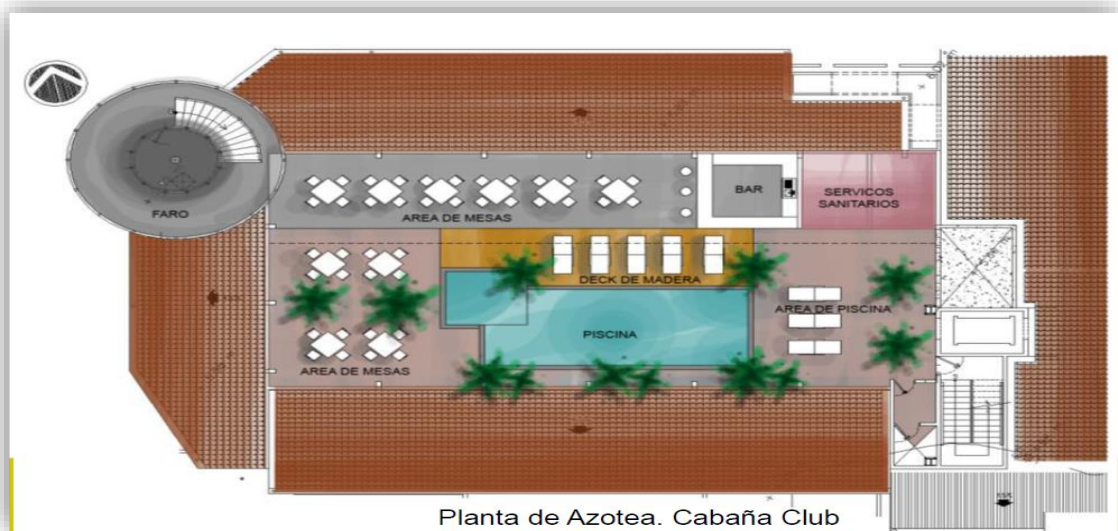 BAR
SERVICOS
SANITARIOS
FARO
AREA DE MESAS
DECK DE MADERA
AREA DE PISCINA
PISCINA
AREA DE MESAS
Planta de Azotea. Cabaña Club